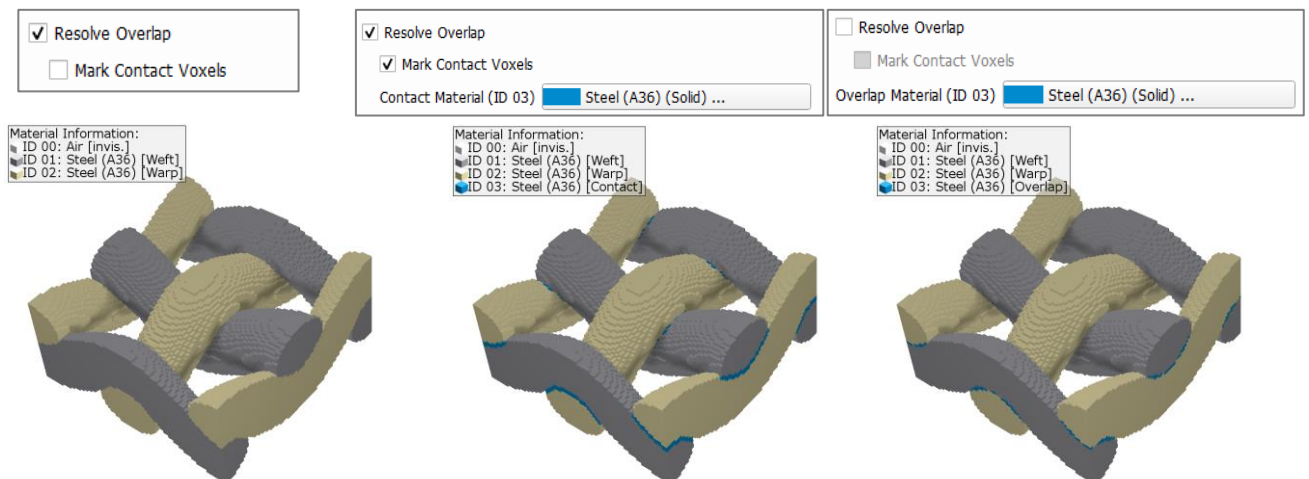 Resolve Overlap
Mark Contact Voxels
Resolve Overlap
Mark Contact Voxels
Contact Material (ID 03) Steel (A36) (Solid) ...
Resolve Overlap
Mark Contact Voxels
Overlap Material (ID 03) Steel (A36) (Solid) ...
Material Information:
ID 00: Air [invis.]
ID 01: Steel (A36) [Weft]
ID 02: Steel (A36) [Warp]
Material Information:
ID 00: Air [invis.]
ID 01: Steel (A36) [Weft]
ID 02: Steel (A36) [Warp]
ID 03: Steel (A36) [Contact]
Material Information:
ID 00: Air [invis.]
ID 01: Steel (A36) [Weft]
ID 02: Steel (A36) [Warp]
ID 03: Steel (A36) [Overlap]